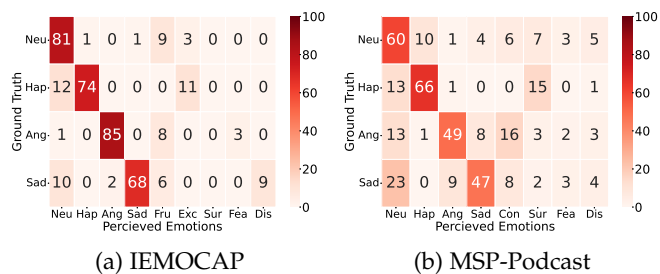 100
Neu 81 1 0 1 9 3 0 0 0
80
Hap 12 74 0 0 0 11 0 0 0
60
Ground Truth
40
Ang 1 0 85 0 8 0 0 3 0
20
Sad 10 0 2 68 6 0 0 0 9
0
Neu Hap Ang Sad Fru Exc Sur Fea Dis
Percieved Emotions
(a) IEMOCAP
100
Neu 60 10 1 4 6 7 3 5
80
Hap 13 66 1 0 0 15 0 1
60
Ground Truth
40
Ang 13 1 49 8 16 3 2 3
20
Sad 23 0 9 47 8 2 3 4
0
Neu Hap Ang Sad Con Sur Fea Dis
Percieved Emotions
(b) MSP-Podcast